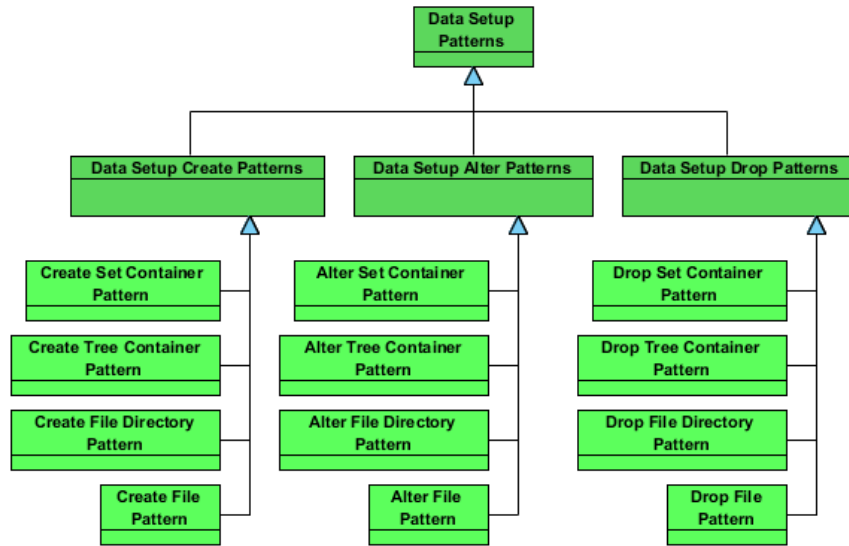 Data Setup
Patterns
Data Setup Create Patterns
Data Setup Alter Patterns
Data Setup Drop Patterns
Create Set Container
Pattern
Alter Set Container
Pattern
Drop Set Container
Pattern
Create Tree Container
Pattern
Alter Tree Container
Pattern
Drop Tree Container
Pattern
Create File Directory
Pattern
Alter File Directory
Pattern
Drop File Directory
Pattern
Create File
Pattern
Alter File
Pattern
Drop File
Pattern